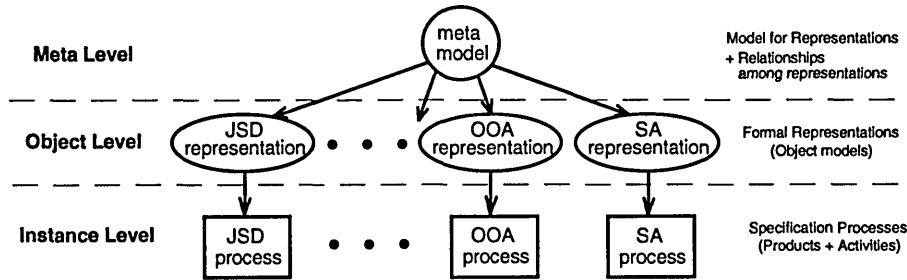 meta
model
Meta Level
Model for Representations
+ Relationships
among representations
Object Level
JSD
representation
OOA
representation
SA
representation
Formal Representations
(Object models)
Instance Level
JSD
process
OOA
process
SA
process
Specification Processes
(Products + Activities)